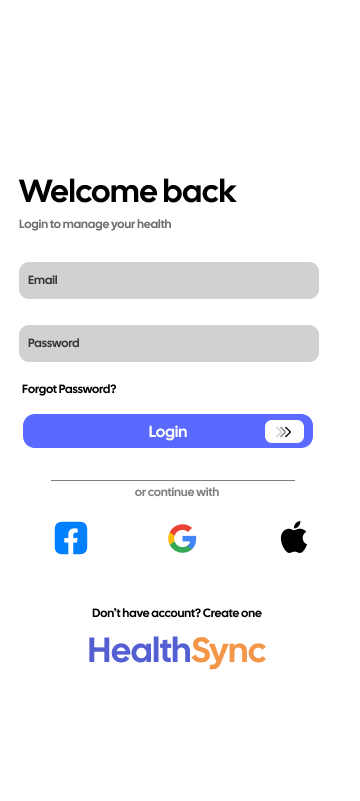 Welcome back
Login to manage your health
Email
Password
Forgot Password?
Login
or continue with
Don't have account? Create one
HealthSync